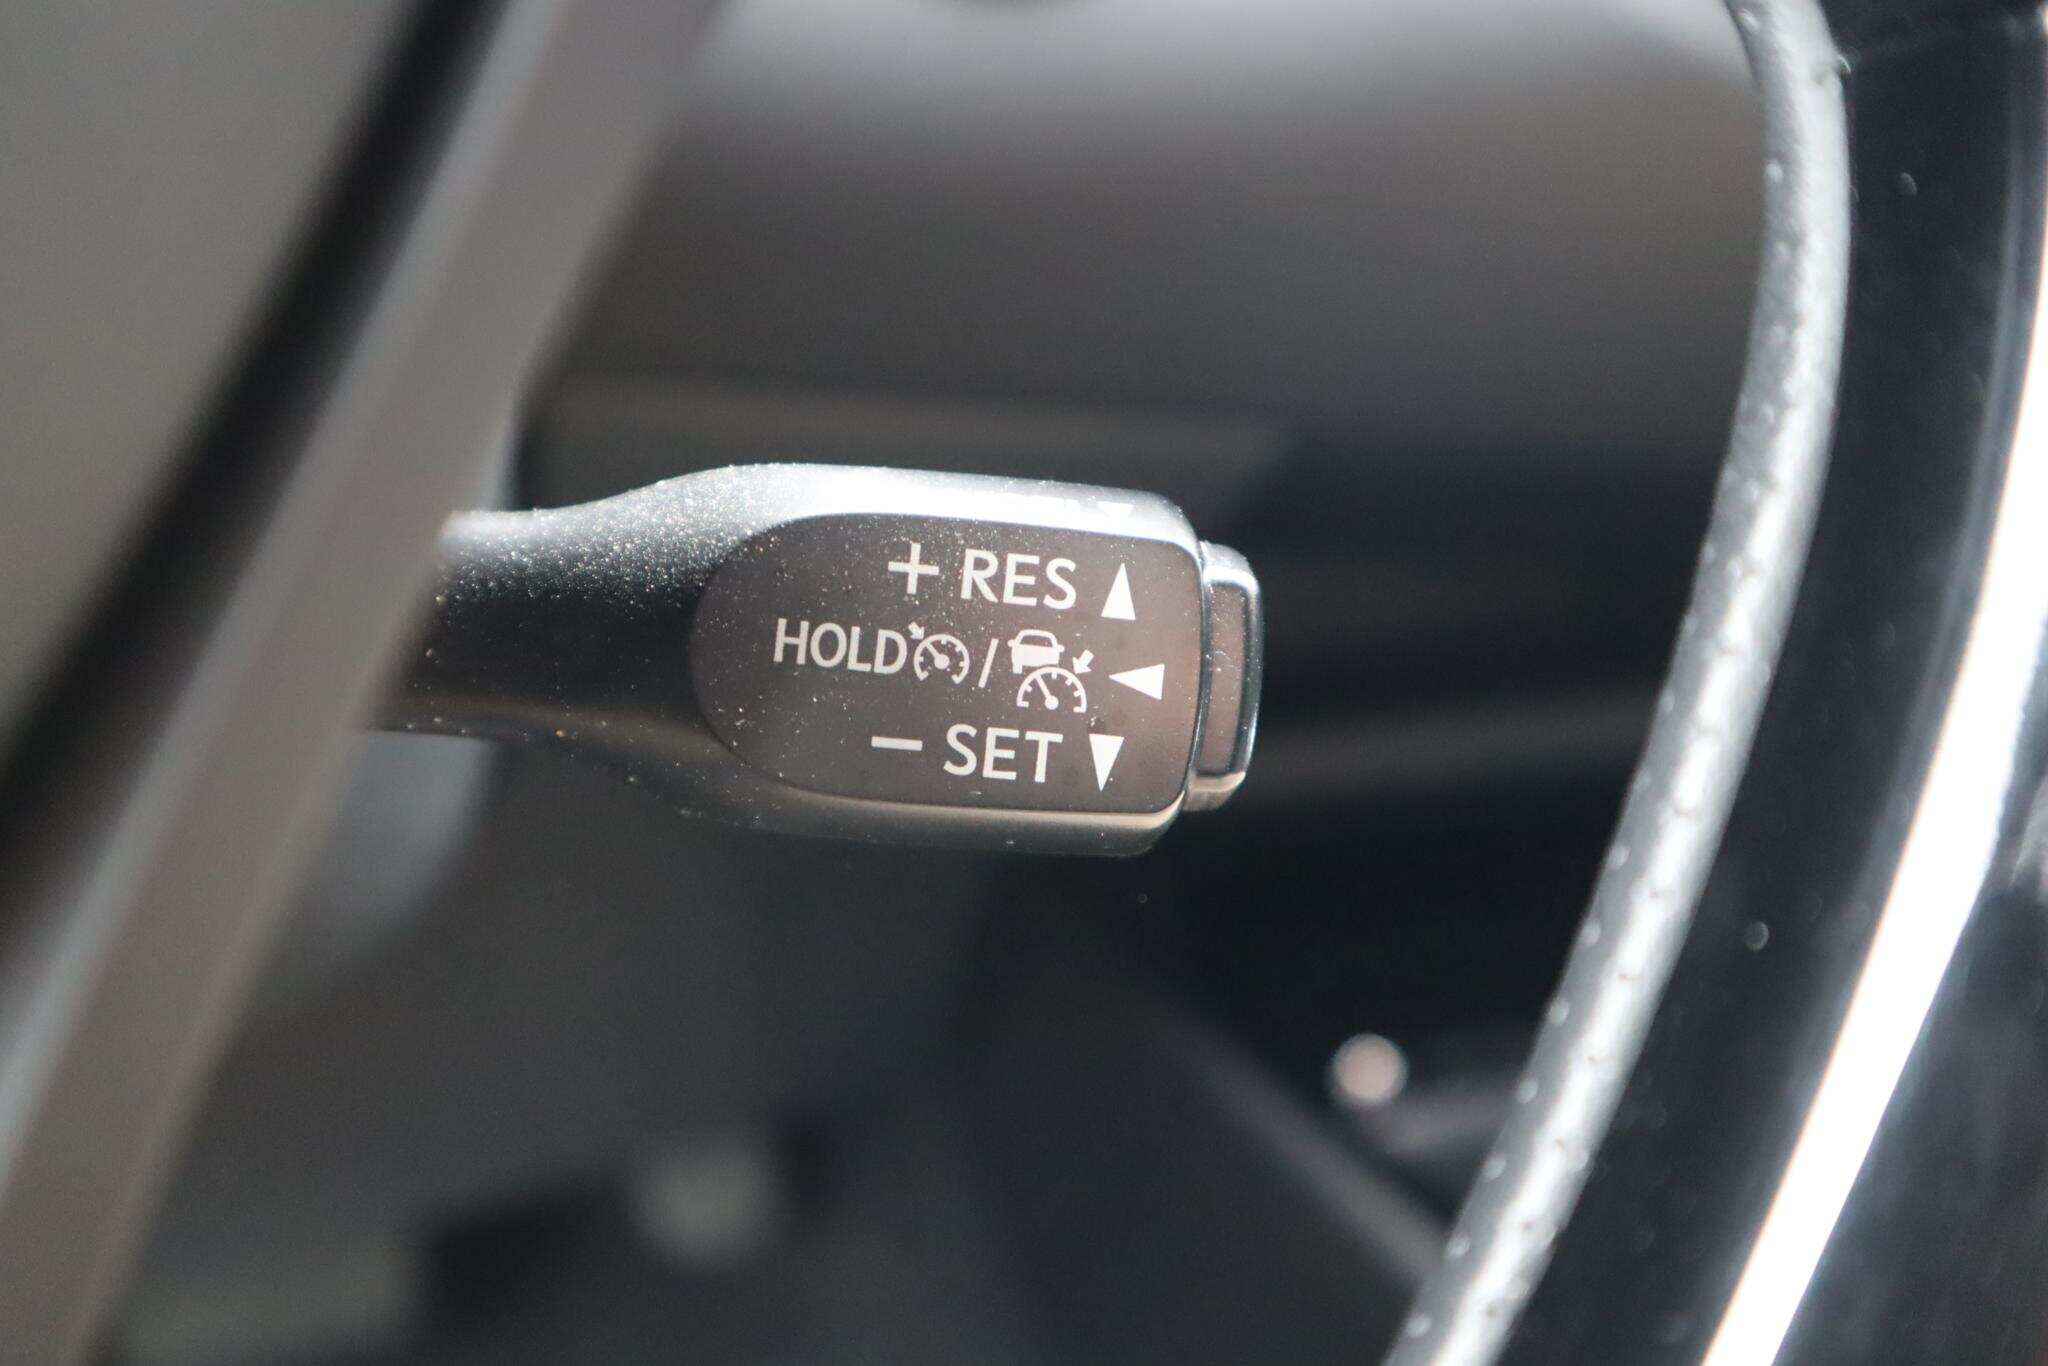 + RES ▲
HOLD / ◀
− SET ▼